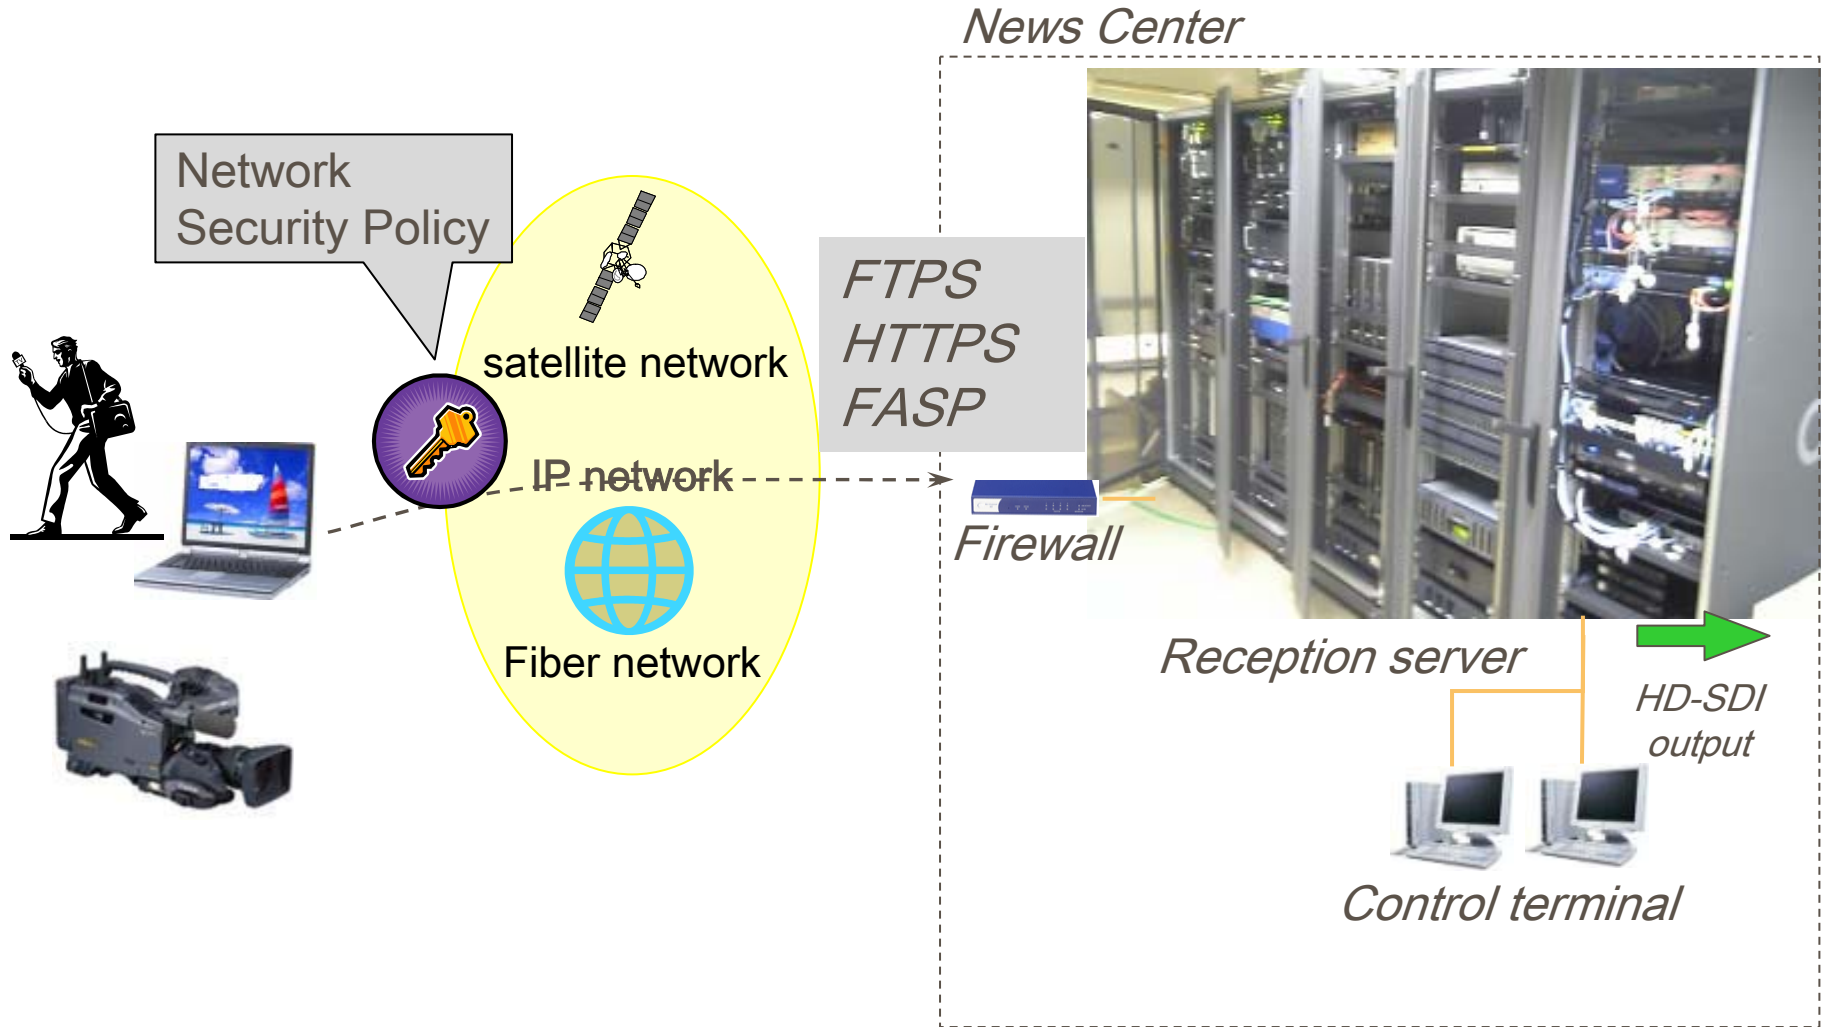 News Center
Network
Security Policy
FTPS
HTTPS
FASP
satellite network
IP network
Firewall
Fiber network
Reception server
HD-SDI
output
Control terminal